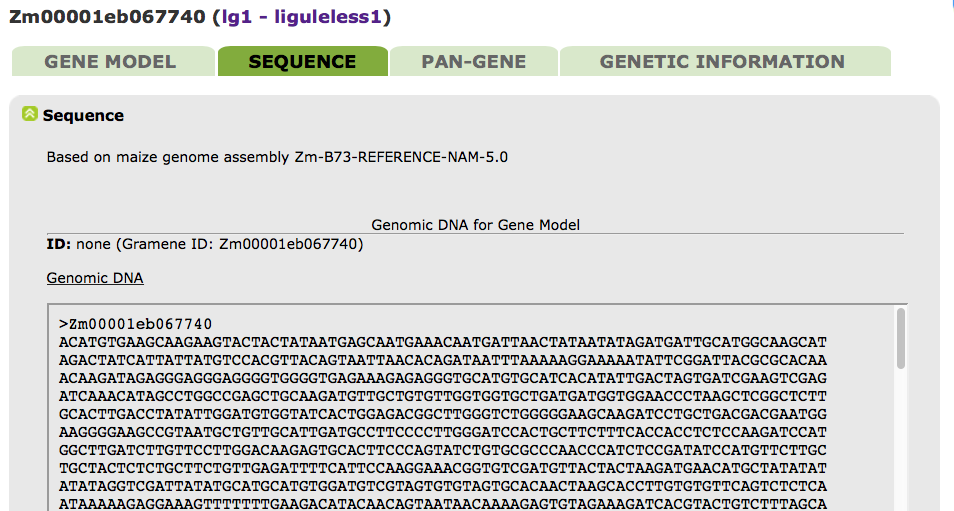 Zm00001eb067740 (lg1 - liguleless1)
GENE MODEL SEQUENCE PAN-GENE GENETIC INFORMATION
Sequence
Based on maize genome assembly Zm-B73-REFERENCE-NAM-5.0
Genomic DNA for Gene Model
ID: none (Gramene ID: Zm00001eb067740)
Genomic DNA
>Zm00001eb067740
ACATGTGAAGCAAGAAGTACTACTATAATGAGCAATGAAACAATGATTAACTATAATATAGATGATTGCATGGCAAGCAT
AGACTATCATTATTATGTCCACGTTACAGTAATTAACACAGATAATTTAAAAAGGAAAAATATTCGGATTACGCGCACAA
ACAAGATAGAGGGAGGGAGGGGTGGGGTGAGAAAGAGAGGGTGCATGTGCATCACATATTGACTAGTGATCGAAGTCGAG
ATCAAACATAGCCTGGCCGAGCTGCAAGATGTTGCTGTGTTGGTGGTGCTGATGATGGTGGAACCCTAAGCTCGGCTCTT
GCACTTGACCTATATTGGATGTGGTATCACTGGAGACGGCTTGGGTCTGGGGGAAGCAAGATCCTGCTGACGACGAATGG
AAGGGGAAGCCGTAATGCTGTTGCATTGATGCCTTCCCCTTGGGATCCACTGCTTCTTTCACCACCTCTCCAAGATCCAT
GGCTTGATCTTGTTCCTTGGACAAGAGTGCACTTCCCAGTATCTGTGCGCCCAACCCATCTCCGATATCCATGTTCTTGC
TGCTACTCTCTGCTTCTGTTGAGATTTTCATTCCAAGGAAACGGTGTCGATGTTACTACTAAGATGAACATGCTATATAT
ATATAGGTCGATTATATGCATGCATGTGGATGTCGTAGTGTGTAGTGCACAACTAAGCACCTTGTGTGTTCAGTCTCTCA
ATAAAAAGAGGAAAGTTTTTTTGAAGACATACAACAGTAATAACAAAAGAGTGTAGAAAGATCACGTACTGTCTTTAGCA